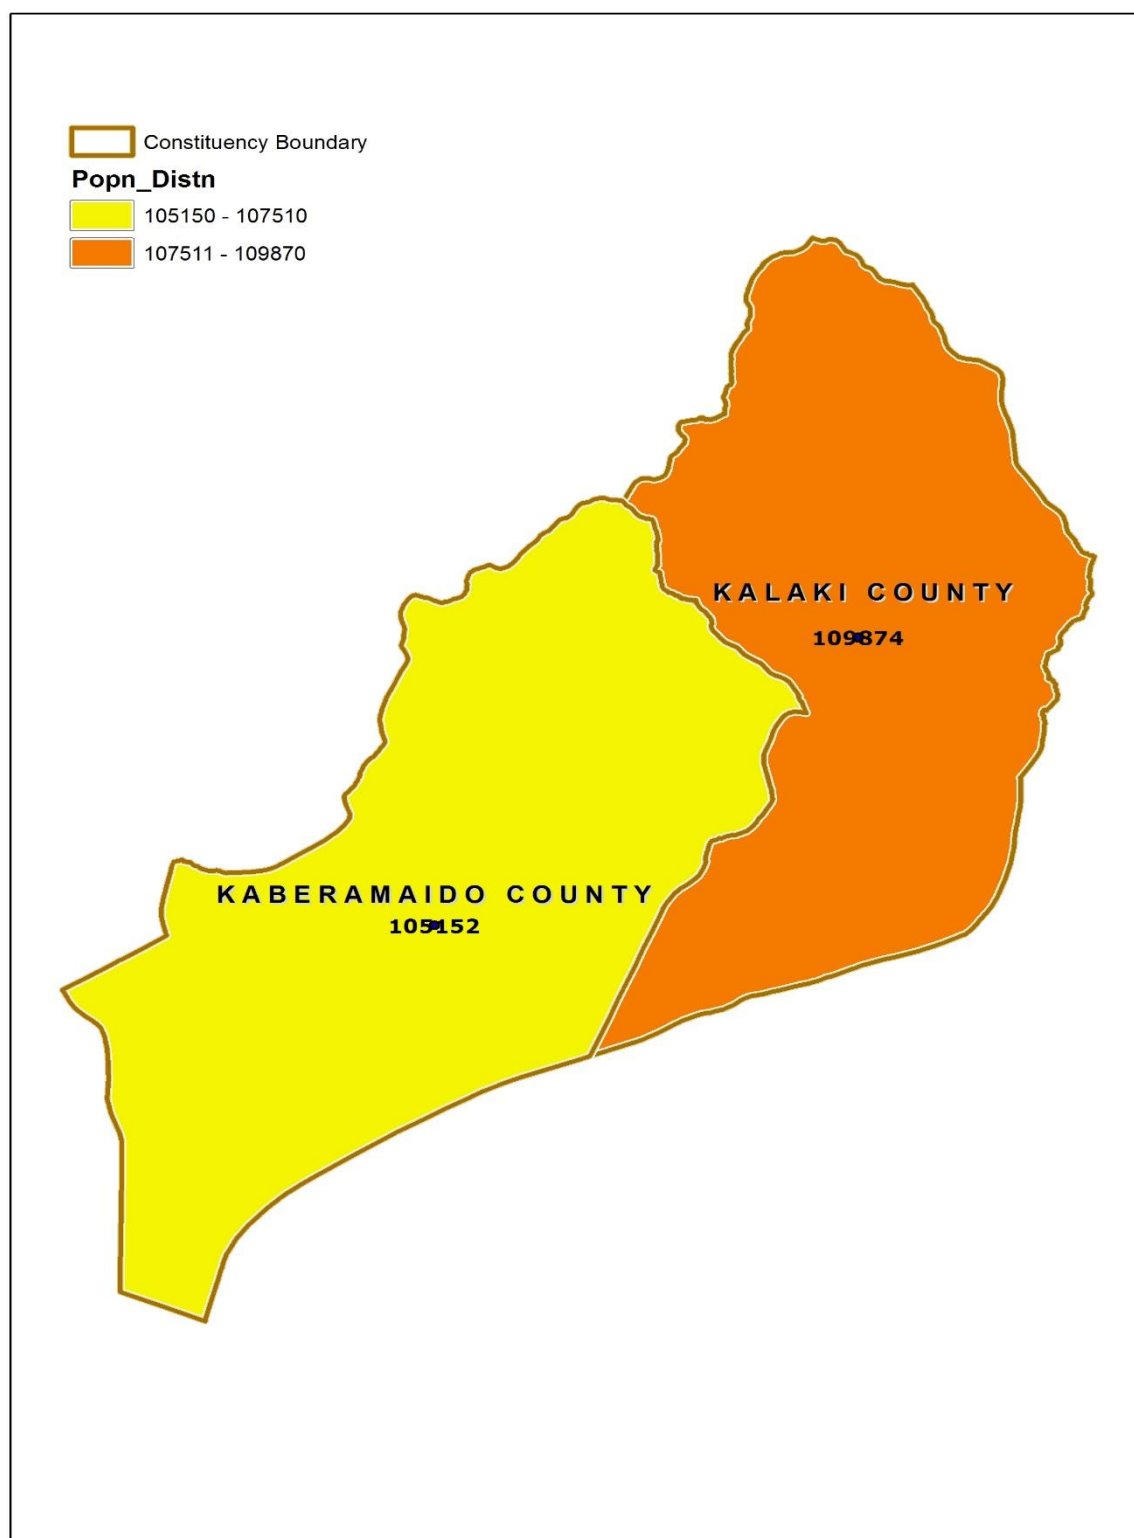 Constituency Boundary
Popn_Distn
105150 - 107510
107511 - 109870
KALAKI COUNTY
109874
KABERAMAIDO COUNTY
105152